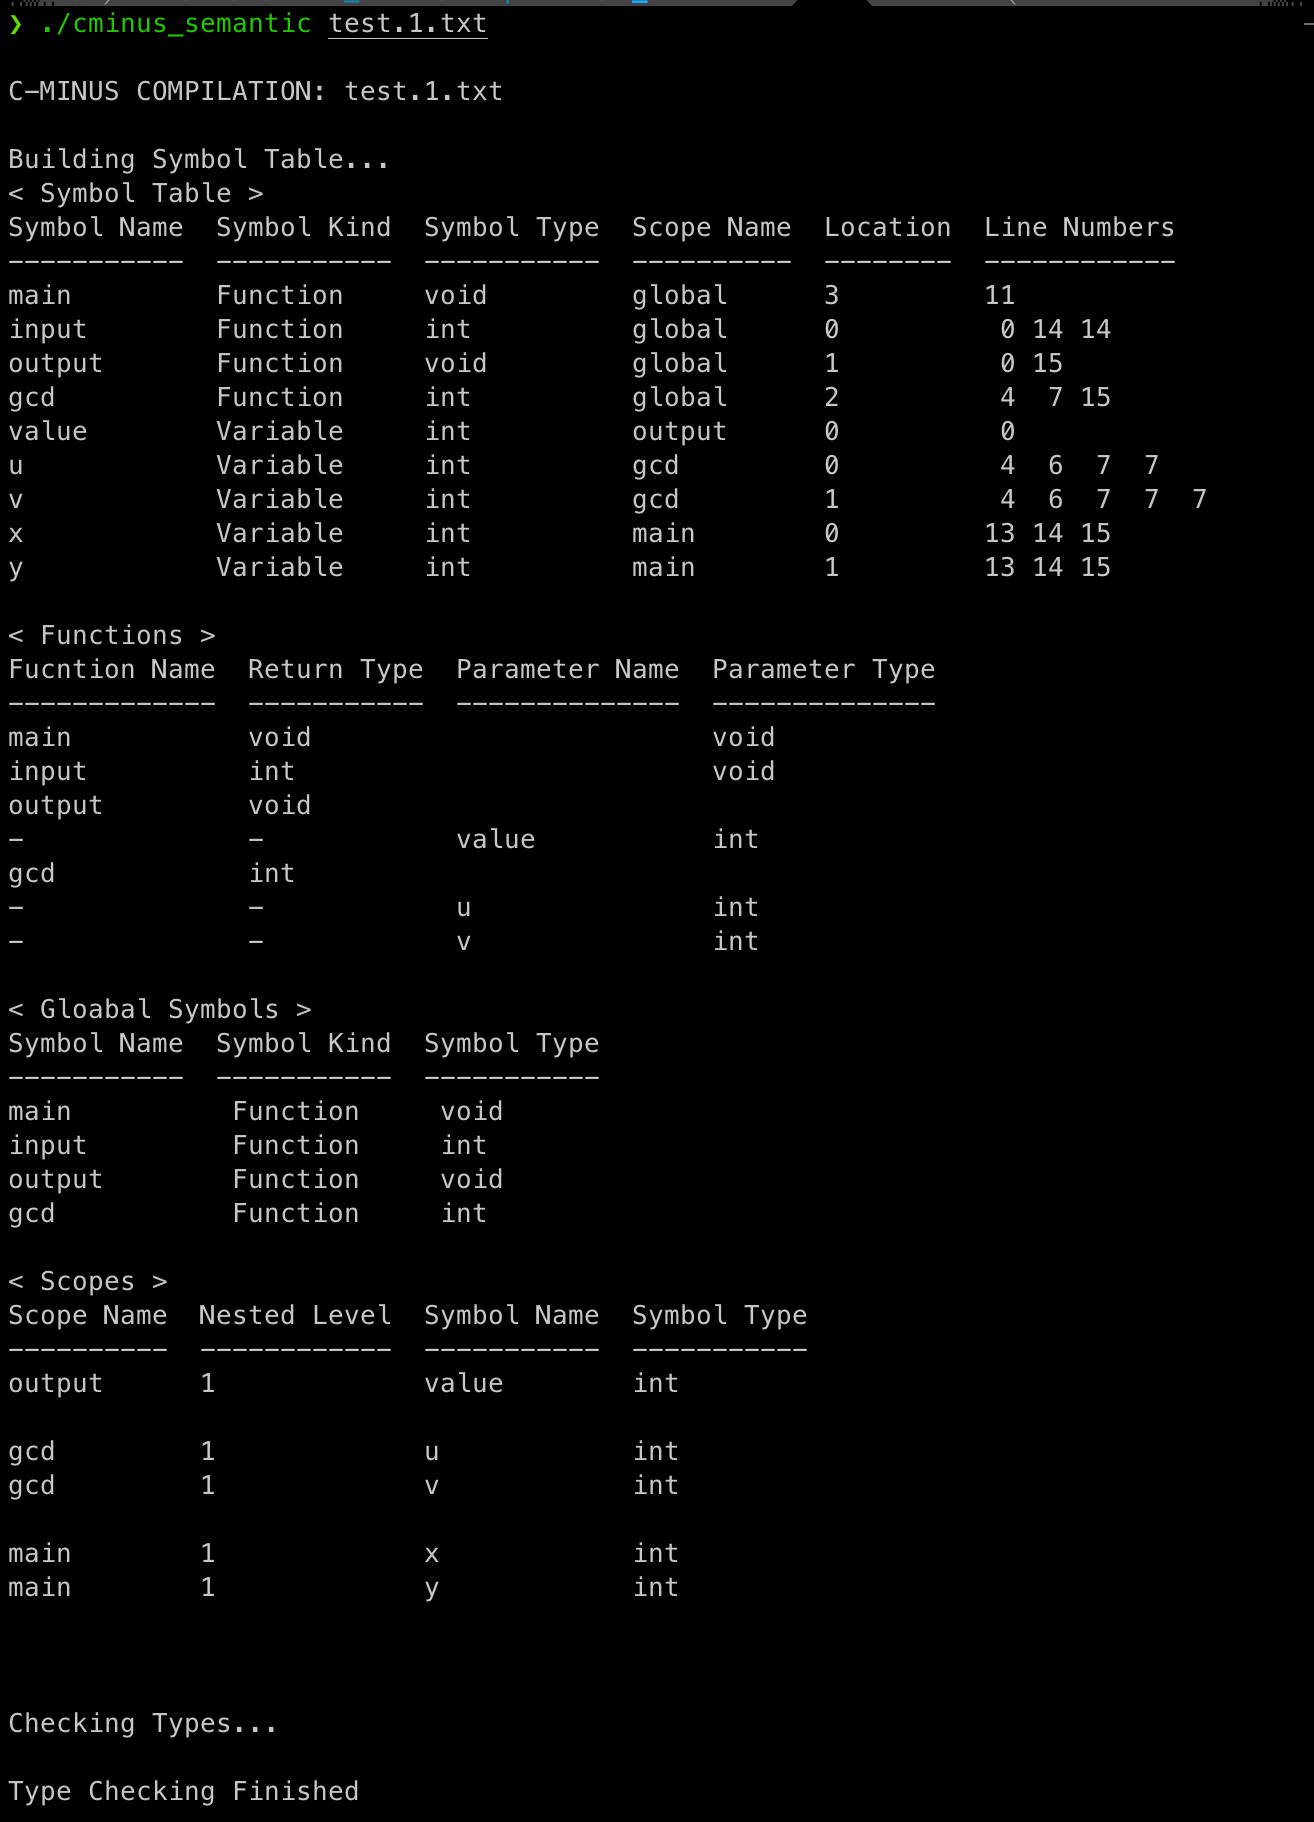 ❯ ./cminus_semantic test.1.txt
C-MINUS COMPILATION: test.1.txt
Building Symbol Table...
< Symbol Table >
Symbol Name  Symbol Kind  Symbol Type  Scope Name  Location  Line Numbers
-----------  -----------  -----------  ----------  --------  ------------
main         Function     void         global      3         11
input        Function     int          global      0          0 14 14
output       Function     void         global      1          0 15
gcd          Function     int          global      2          4  7 15
value        Variable     int          output      0          0
u            Variable     int          gcd         0          4  6  7  7
v            Variable     int          gcd         1          4  6  7  7  7
x            Variable     int          main        0         13 14 15
y            Variable     int          main        1         13 14 15
< Functions >
Fucntion Name  Return Type  Parameter Name  Parameter Type
-------------  -----------  --------------  --------------
main           void                         void
input          int                          void
output         void
-              -            value           int
gcd            int
-              -            u               int
-              -            v               int
< Gloabal Symbols >
Symbol Name  Symbol Kind  Symbol Type
-----------  -----------  -----------
main          Function     void
input         Function     int
output        Function     void
gcd           Function     int
< Scopes >
Scope Name  Nested Level  Symbol Name  Symbol Type
----------  ------------  -----------  -----------
output      1             value        int
gcd         1             u            int
gcd         1             v            int
main        1             x            int
main        1             y            int
Checking Types...
Type Checking Finished